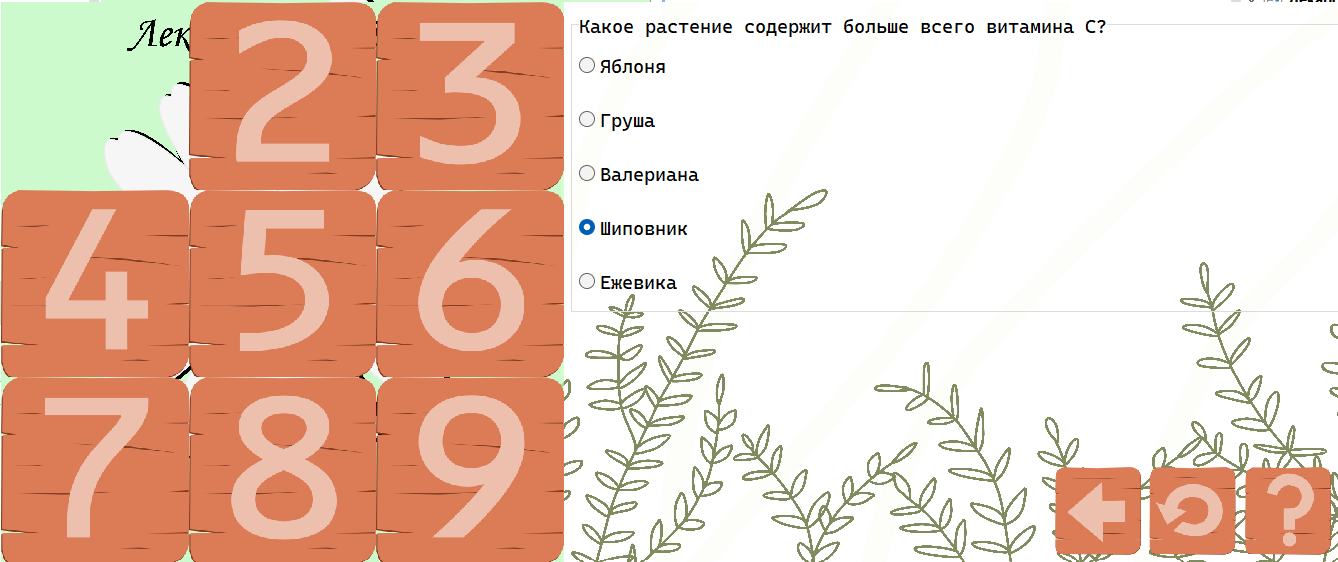 Лек
2 3
4 5 6
7 8 9
Какое растение содержит больше всего витамина С?
Яблоня
Груша
Валериана
Шиповник
Ежевика
?